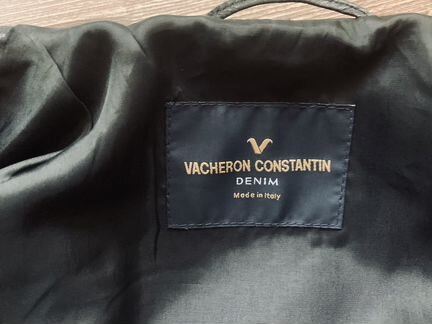 VACHERON CONSTANTIN
DENIM
Made in Italy